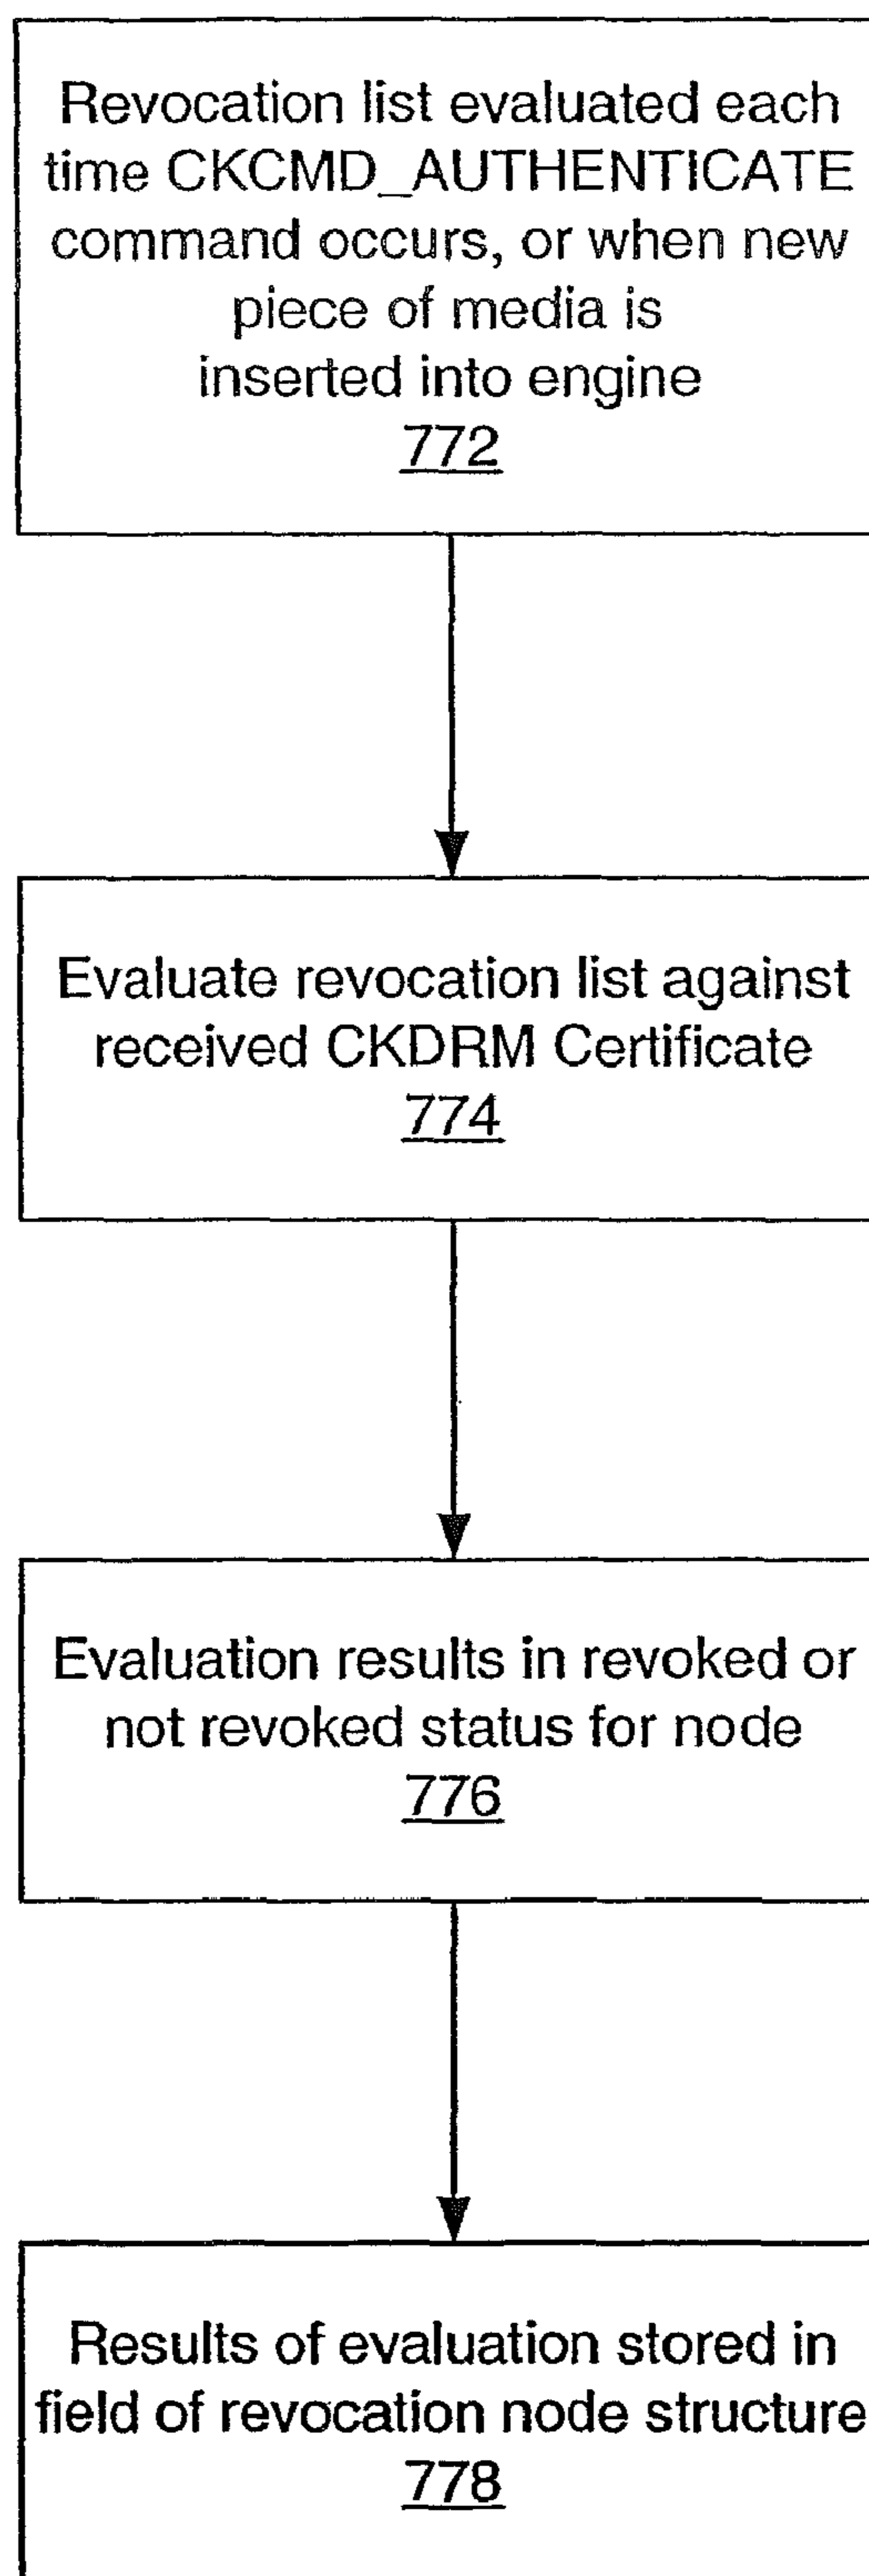 Revocation list evaluated each
time CKCMD_AUTHENTICATE
command occurs, or when new
piece of media is
inserted into engine
772
Evaluate revocation list against
received CKDRM Certificate
774
Evaluation results in revoked or
not revoked status for node
776
Results of evaluation stored in
field of revocation node structure
778